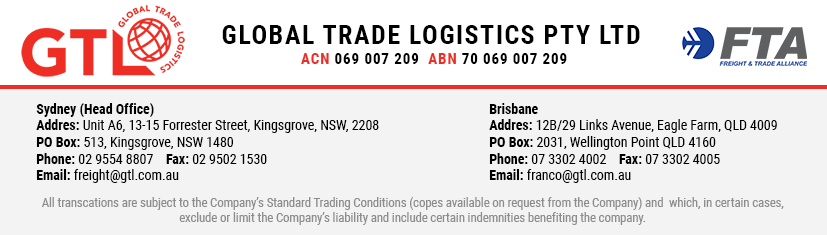 GTL GLOBAL TRADE LOGISTICS
GLOBAL TRADE LOGISTICS PTY LTD
ACN 069 007 209 ABN 70 069 007 209
FTA
FREIGHT & TRADE ALLIANCE
Sydney (Head Office)
Addres: Unit A6, 13-15 Forrester Street, Kingsgrove, NSW, 2208
PO Box: 513, Kingsgrove, NSW 1480
Phone: 02 9554 8807 Fax: 02 9502 1530
Email: freight@gtl.com.au
Brisbane
Addres: 12B/29 Links Avenue, Eagle Farm, QLD 4009
PO Box: 2031, Wellington Point QLD 4160
Phone: 07 3302 4002 Fax: 07 3302 4005
Email: franco@gtl.com.au
All transcations are subject to the Company's Standard Trading Conditions (copes available on request from the Company) and which, in certain cases,
exclude or limit the Company's liability and include certain indemnities benefiting the company.